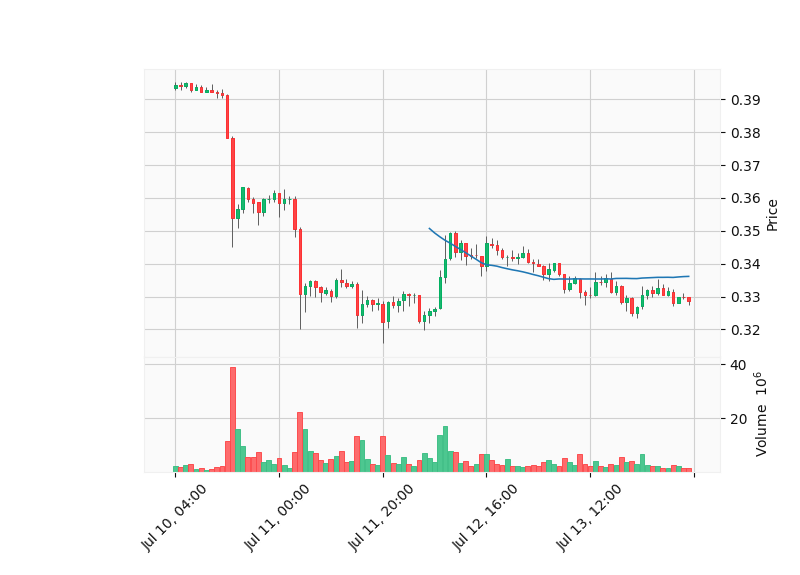 0.39
0.38
0.37
0.36
0.35
0.34
0.33
0.32
Price
40
20
Volume 10⁶
Jul 10, 04:00
Jul 11, 00:00
Jul 11, 20:00
Jul 12, 16:00
Jul 13, 12:00